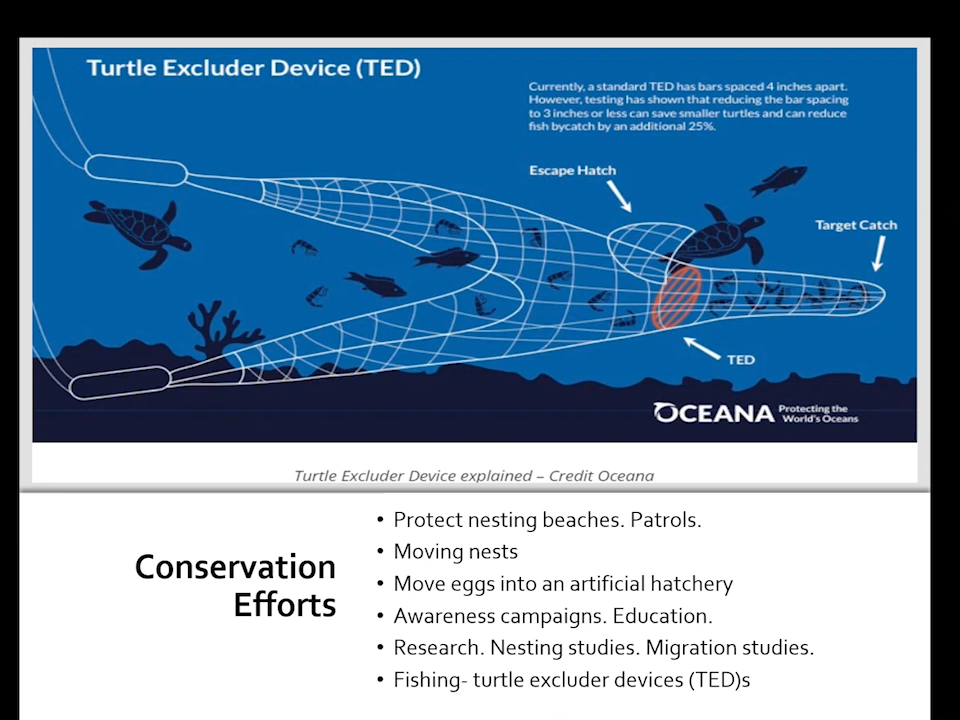 Turtle Excluder Device (TED)
Currently, a standard TED has bars spaced 4 inches apart.
However, testing has shown that reducing the bar spacing
to 3 inches or less can save smaller turtles and can reduce
fish bycatch by an additional 25%.
Escape Hatch
Target Catch
TED
OCEANA Protecting the
World's Oceans
Turtle Excluder Device explained – Credit Oceana
Conservation
Efforts
• Protect nesting beaches. Patrols.
• Moving nests
• Move eggs into an artificial hatchery
• Awareness campaigns. Education.
• Research. Nesting studies. Migration studies.
• Fishing- turtle excluder devices (TED)s